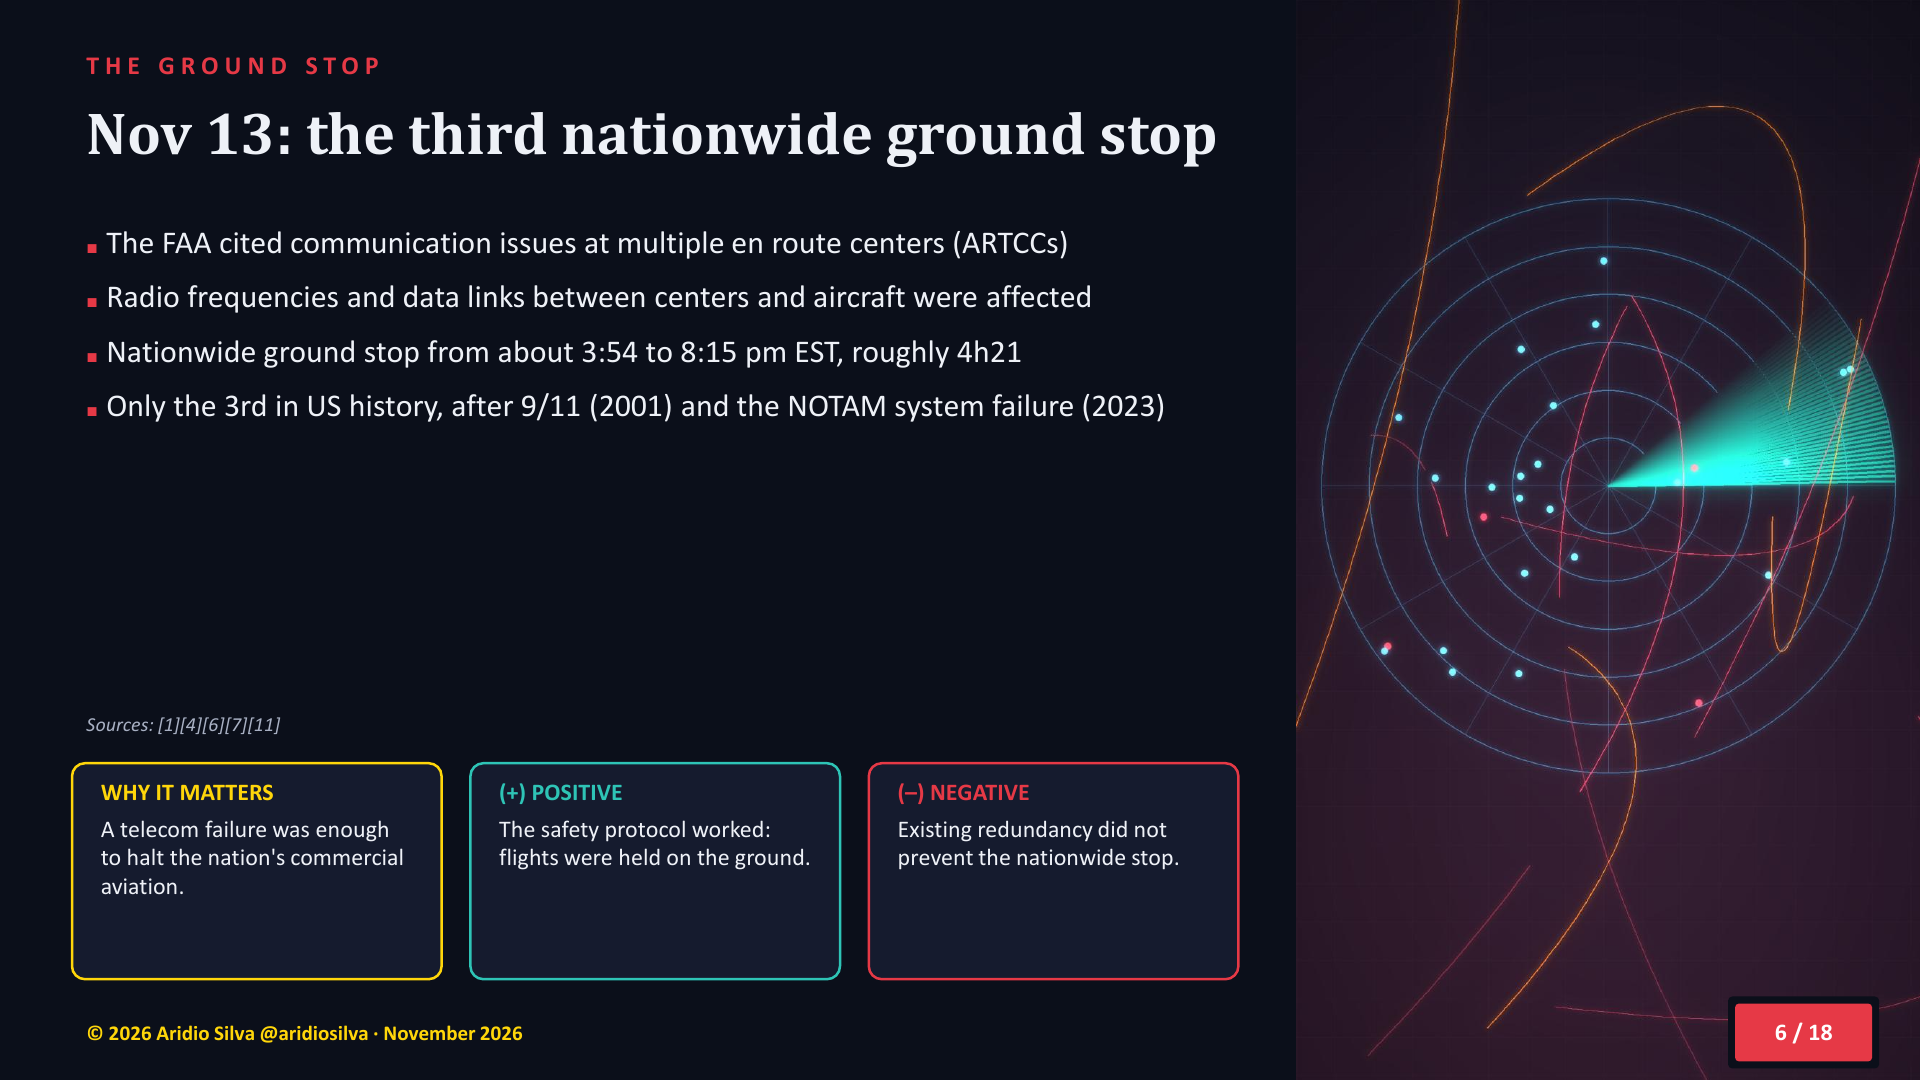 THE GROUND STOP
Nov 13: the third nationwide ground stop
▪ The FAA cited communication issues at multiple en route centers (ARTCCs)
▪ Radio frequencies and data links between centers and aircraft were affected
▪ Nationwide ground stop from about 3:54 to 8:15 pm EST, roughly 4h21
▪ Only the 3rd in US history, after 9/11 (2001) and the NOTAM system failure (2023)
Sources: [1][4][6][7][11]
WHY IT MATTERS
A telecom failure was enough
to halt the nation's commercial
aviation.
(+) POSITIVE
The safety protocol worked:
flights were held on the ground.
(–) NEGATIVE
Existing redundancy did not
prevent the nationwide stop.
© 2026 Aridio Silva @aridiosilva · November 2026
6 / 18